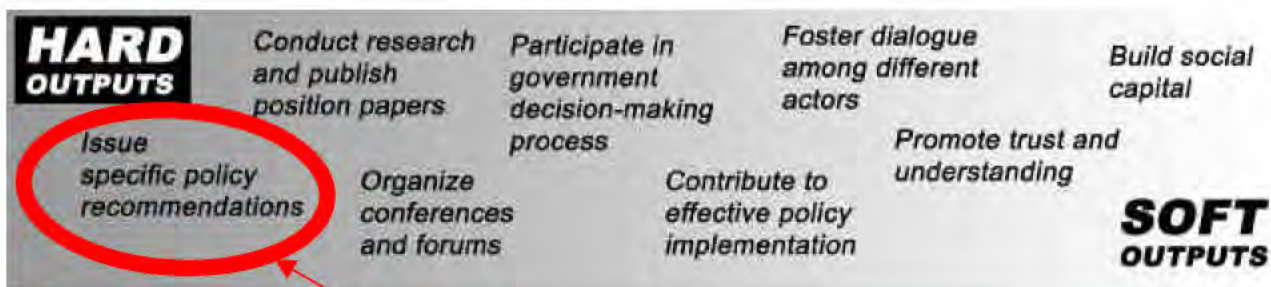 HARD
OUTPUTS
Conduct research
and publish
position papers
Participate in
government
decision-making
process
Foster dialogue
among different
actors
Build social
capital
Issue
specific policy
recommendations
Organize
conferences
and forums
Contribute to
effective policy
implementation
Promote trust and
understanding
SOFT
OUTPUTS